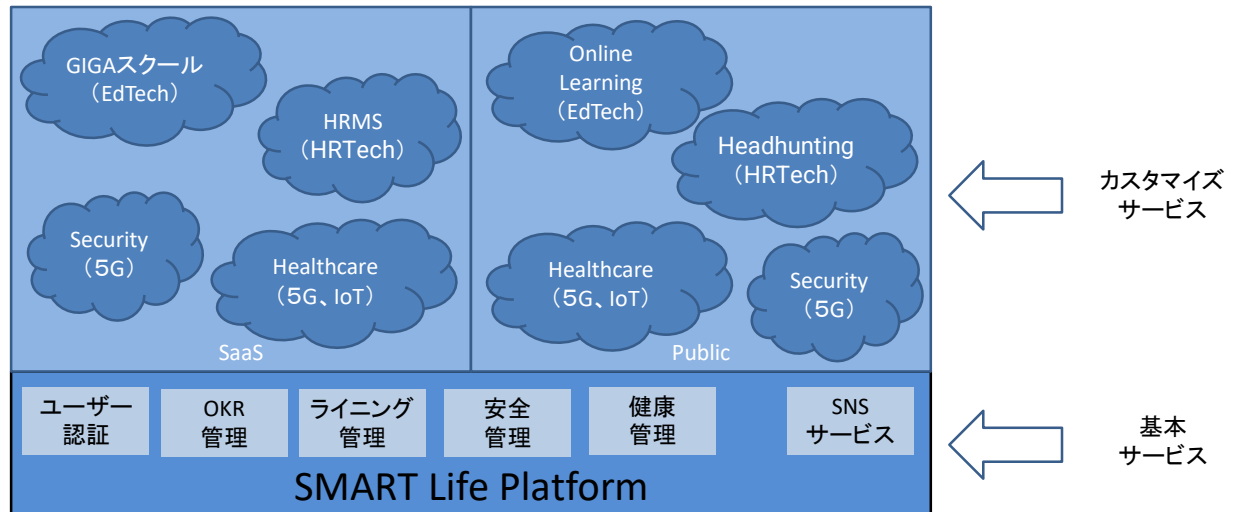 GIGAスクール
（EdTech）
HRMS
（HRTech）
Security
（5G）
Healthcare
（5G、IoT）
SaaS
Online
Learning
（EdTech）
Headhunting
（HRTech）
Healthcare
（5G、IoT）
Security
（5G）
Public
カスタマイズ
サービス
ユーザー
認証
OKR
管理
ライニング
管理
安全
管理
健康
管理
SNS
サービス
SMART Life Platform
基本
サービス